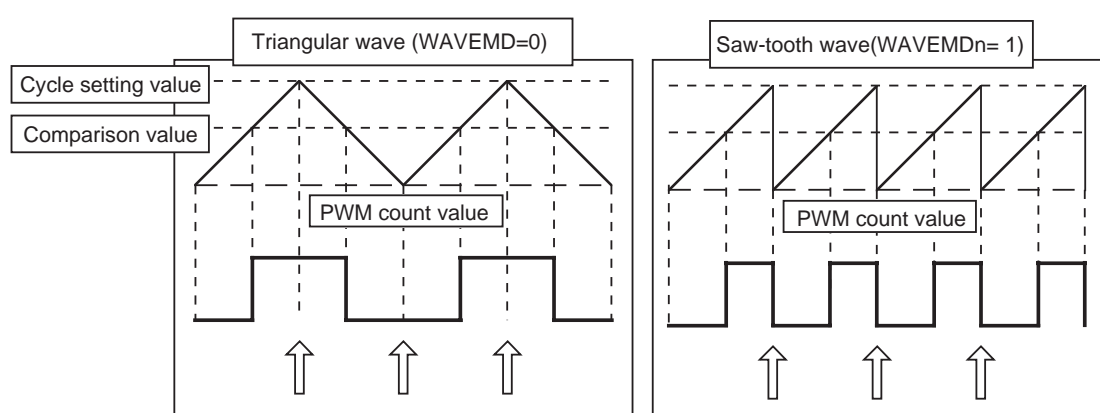 Triangular wave (WAVEMD=0)
Cycle setting value
Comparison value
PWM count value
Saw-tooth wave(WAVEMDn= 1)
PWM count value